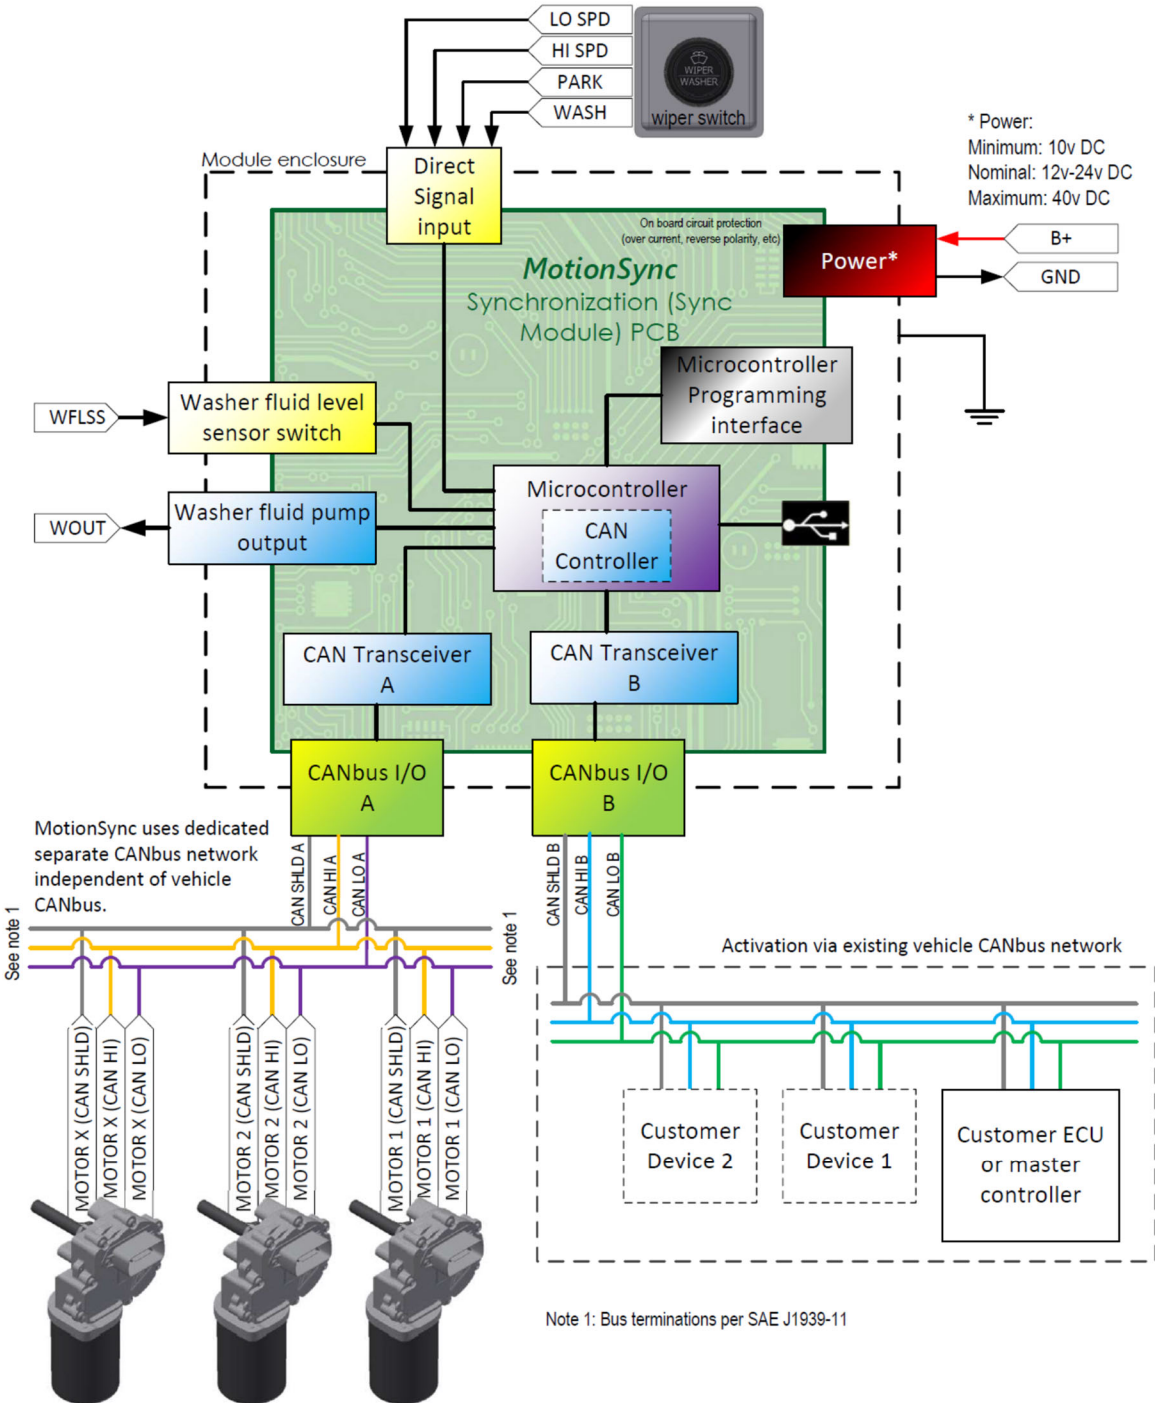 LO SPD
HI SPD
PARK
WASH
WIPER
WASHER
wiper switch
* Power:
Minimum: 10v DC
Nominal: 12v-24v DC
Maximum: 40v DC
Module enclosure
Direct
Signal
input
On board circuit protection
(over current, reverse polarity, etc)
Power*
B+
GND
MotionSync
Synchronization (Sync
Module) PCB
Microcontroller
Programming
interface
WFLSS
Washer fluid level
sensor switch
Microcontroller
CAN
Controller
WOUT
Washer fluid pump
output
CAN Transceiver
A
CAN Transceiver
B
CANbus I/O
A
CANbus I/O
B
MotionSync uses dedicated
separate CANbus network
independent of vehicle
CANbus.
CAN SHLD A
CAN HI A
CAN LO A
CAN SHLD B
CAN HI B
CAN LO B
See note 1
See note 1
Activation via existing vehicle CANbus network
MOTOR X (CAN SHLD)
MOTOR X (CAN HI)
MOTOR X (CAN LO)
MOTOR 2 (CAN SHLD)
MOTOR 2 (CAN HI)
MOTOR 2 (CAN LO)
MOTOR 1 (CAN SHLD)
MOTOR 1 (CAN HI)
MOTOR 1 (CAN LO)
Customer
Device 2
Customer
Device 1
Customer ECU
or master
controller
Note 1: Bus terminations per SAE J1939-11